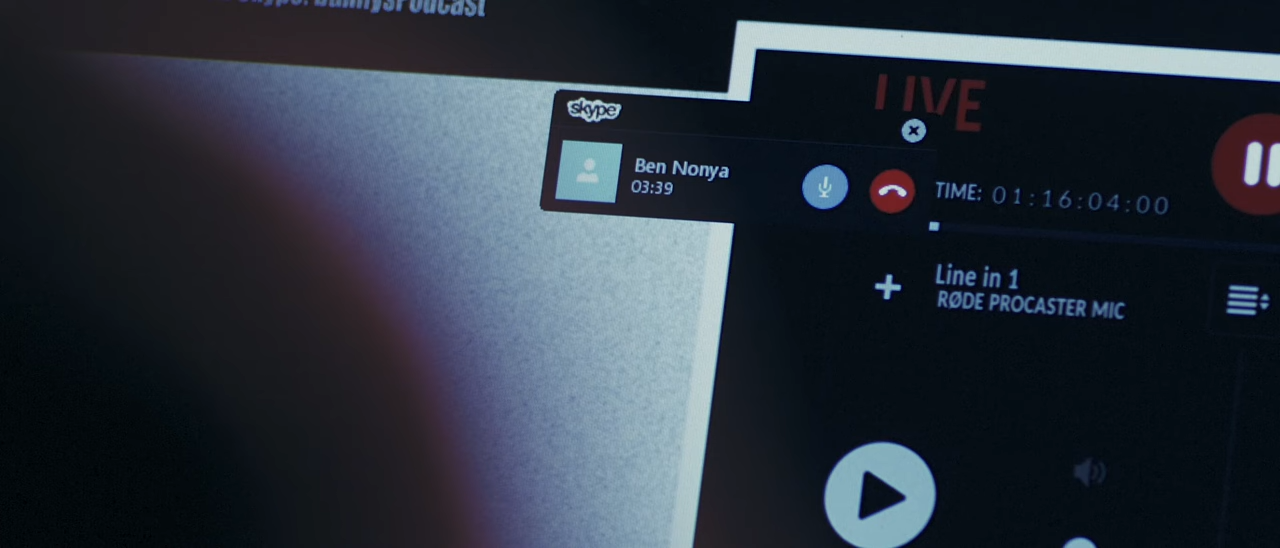 LIVE
skype
Ben Nonya
03:39
TIME: 01:16:04:00
Line in 1
RØDE PROCASTER MIC